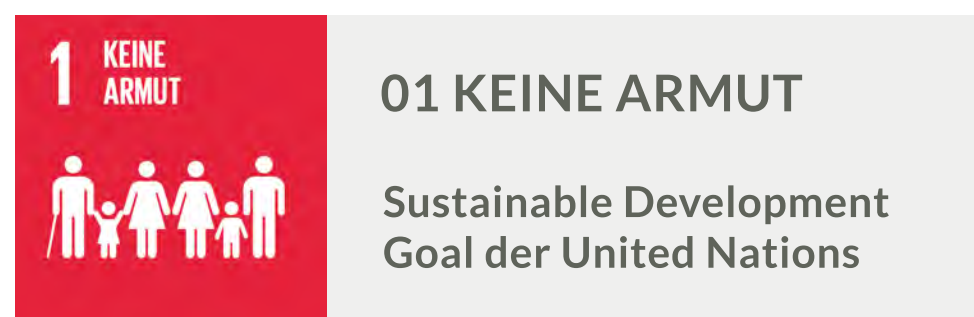 1 KEINE
ARMUT
01 KEINE ARMUT
Sustainable Development
Goal der United Nations